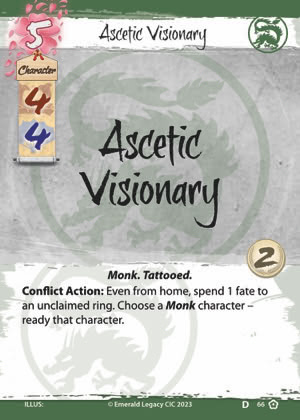 5
Ascetic Visionary
Character
4
4
Ascetic
Visionary
2
Monk. Tattooed.
Conflict Action: Even from home, spend 1 fate to
an unclaimed ring. Choose a Monk character –
ready that character.
ILLUS:
© Emerald Legacy CIC 2023
D 66